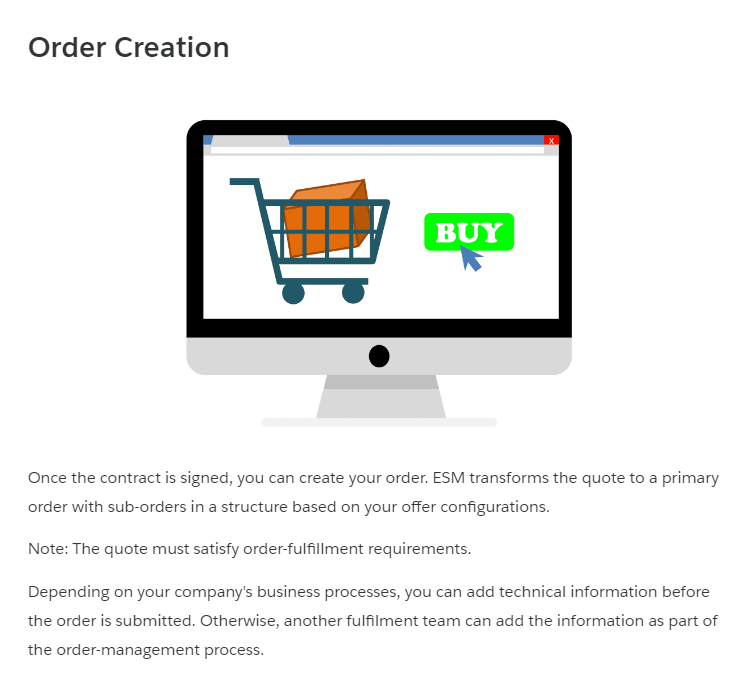 Order Creation
X
BUY
Once the contract is signed, you can create your order. ESM transforms the quote to a primary
order with sub-orders in a structure based on your offer configurations.
Note: The quote must satisfy order-fulfillment requirements.
Depending on your company's business processes, you can add technical information before
the order is submitted. Otherwise, another fulfilment team can add the information as part of
the order-management process.